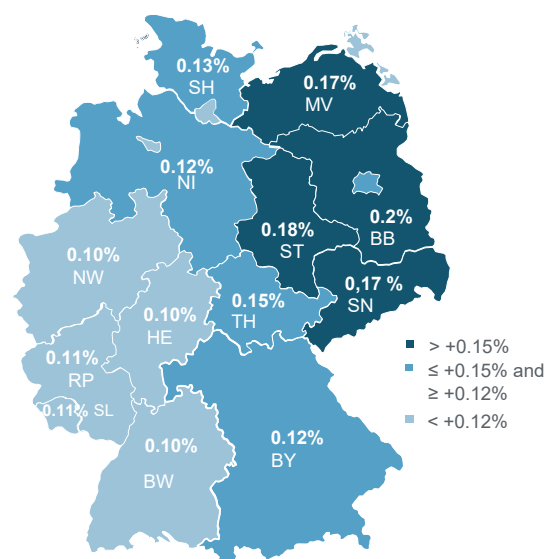 0.13%
SH
0.17%
MV
0.12%
NI
0.2%
BB
0.18%
ST
0.10%
NW
0,17 %
SN
0.15%
TH
0.10%
HE
0.11%
RP
0.11% SL
0.10%
BW
0.12%
BY
> +0.15%
≤ +0.15% and
≥ +0.12%
< +0.12%